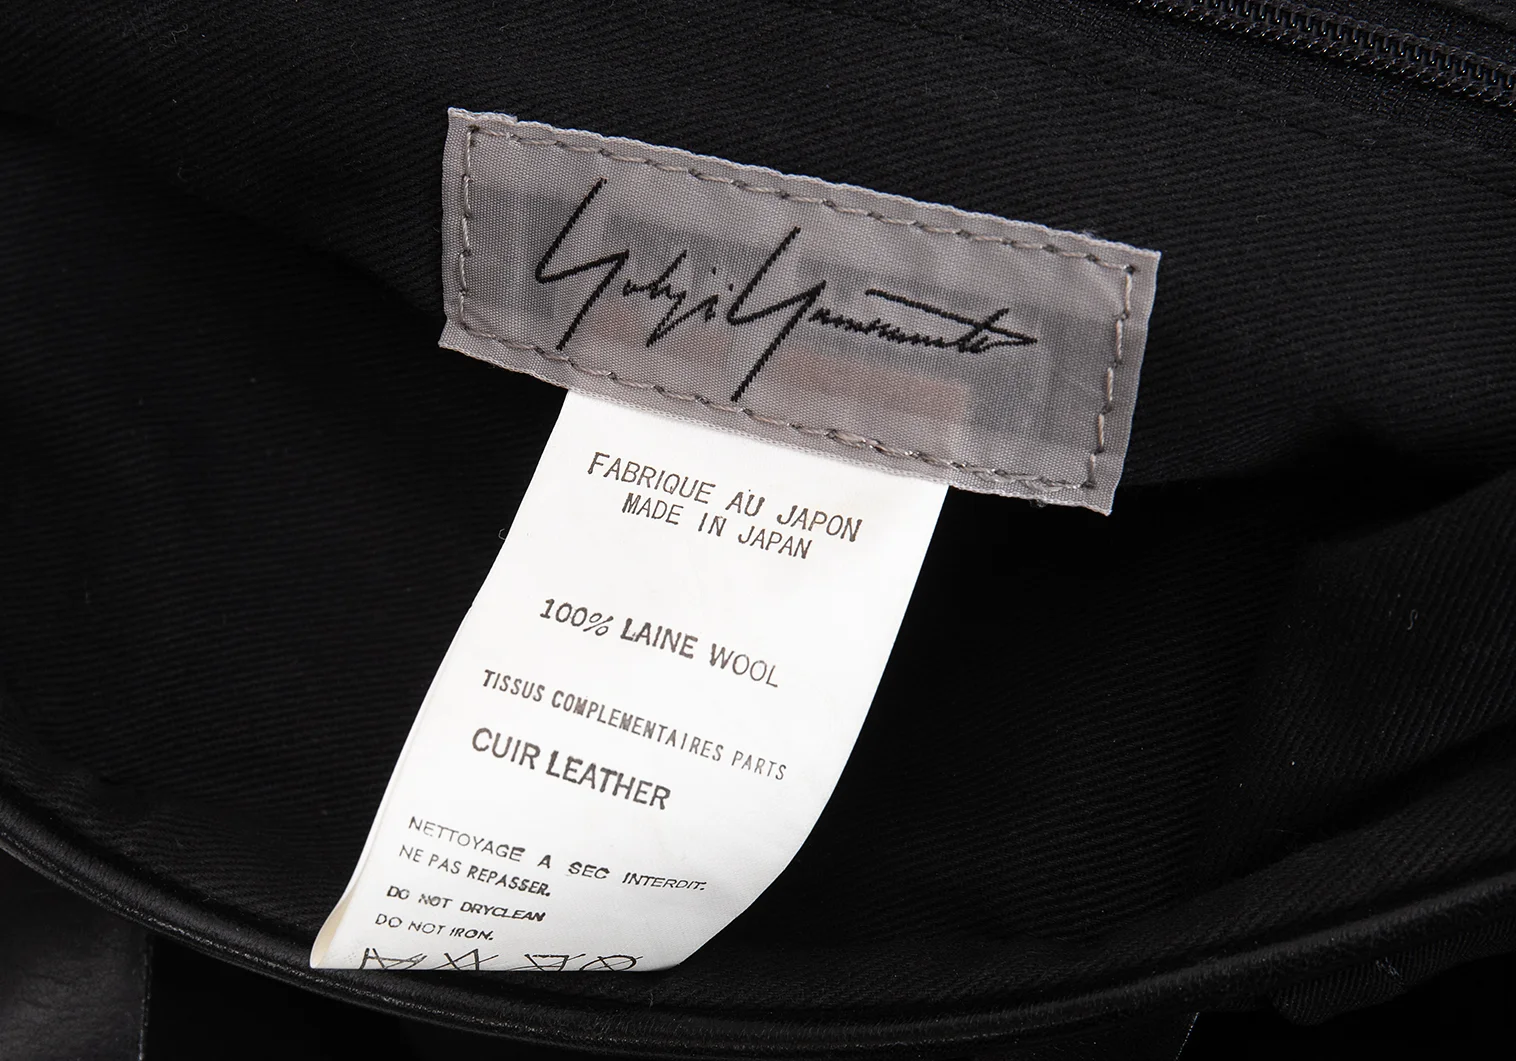 Yohji Yamamoto
FABRIQUE AU JAPON
MADE IN JAPAN
100% LAINE WOOL
TISSUS COMPLEMENTAIRES PARTS
CUIR LEATHER
NETTOYAGE A SEC INTERDIT.
NE PAS REPASSER.
DO NOT DRYCLEAN
DO NOT IRON.